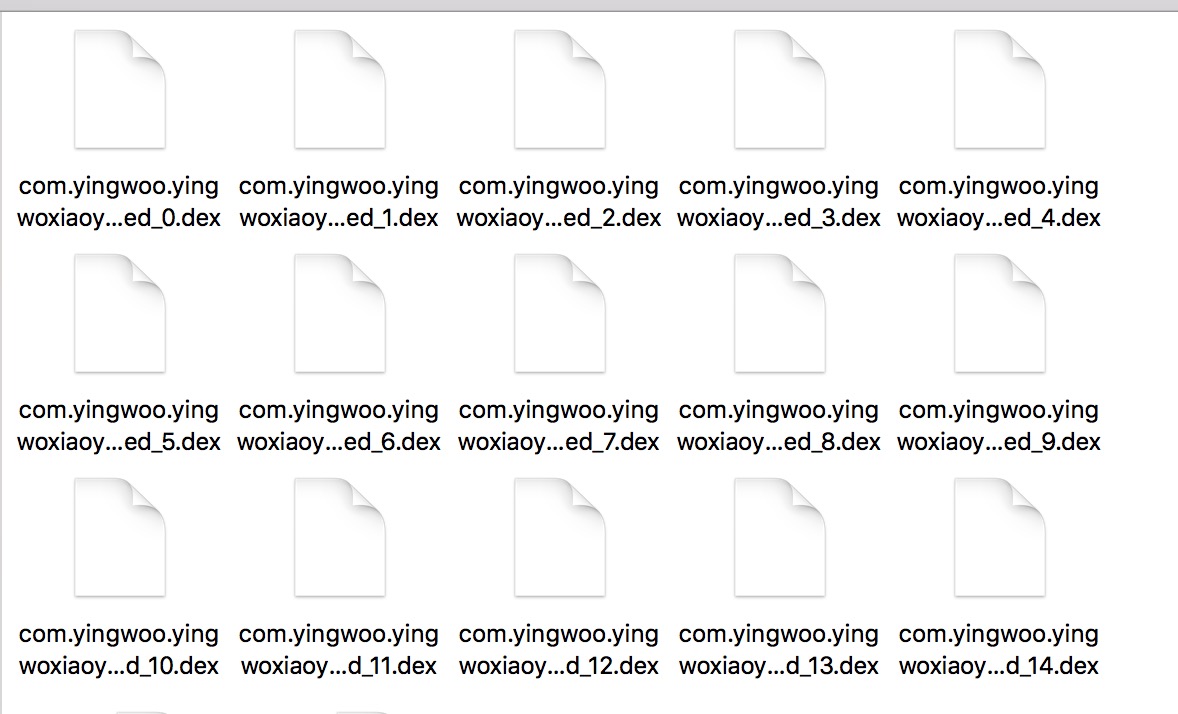 com.yingwoo.ying
woxiaoy...ed_0.dex
com.yingwoo.ying
woxiaoy...ed_1.dex
com.yingwoo.ying
woxiaoy...ed_2.dex
com.yingwoo.ying
woxiaoy...ed_3.dex
com.yingwoo.ying
woxiaoy...ed_4.dex
com.yingwoo.ying
woxiaoy...ed_5.dex
com.yingwoo.ying
woxiaoy...ed_6.dex
com.yingwoo.ying
woxiaoy...ed_7.dex
com.yingwoo.ying
woxiaoy...ed_8.dex
com.yingwoo.ying
woxiaoy...ed_9.dex
com.yingwoo.ying
woxiaoy...d_10.dex
com.yingwoo.ying
woxiaoy...d_11.dex
com.yingwoo.ying
woxiaoy...d_12.dex
com.yingwoo.ying
woxiaoy...d_13.dex
com.yingwoo.ying
woxiaoy...d_14.dex